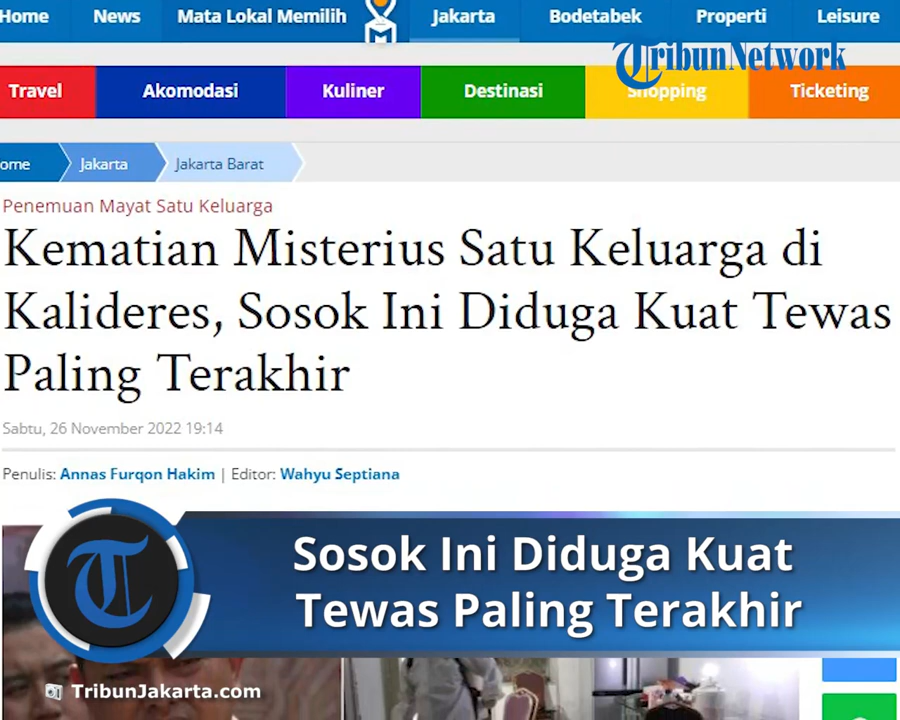 Home News Mata Lokal Memilih Jakarta Bodetabek Properti Leisure
TribunNetwork
Travel Akomodasi Kuliner Destinasi Shopping Ticketing
ome Jakarta Jakarta Barat
Penemuan Mayat Satu Keluarga
Kematian Misterius Satu Keluarga di
Kalideres, Sosok Ini Diduga Kuat Tewas
Paling Terakhir
Sabtu, 26 November 2022 19:14
Penulis: Annas Furqon Hakim | Editor: Wahyu Septiana
Sosok Ini Diduga Kuat
Tewas Paling Terakhir
T
TribunJakarta.com